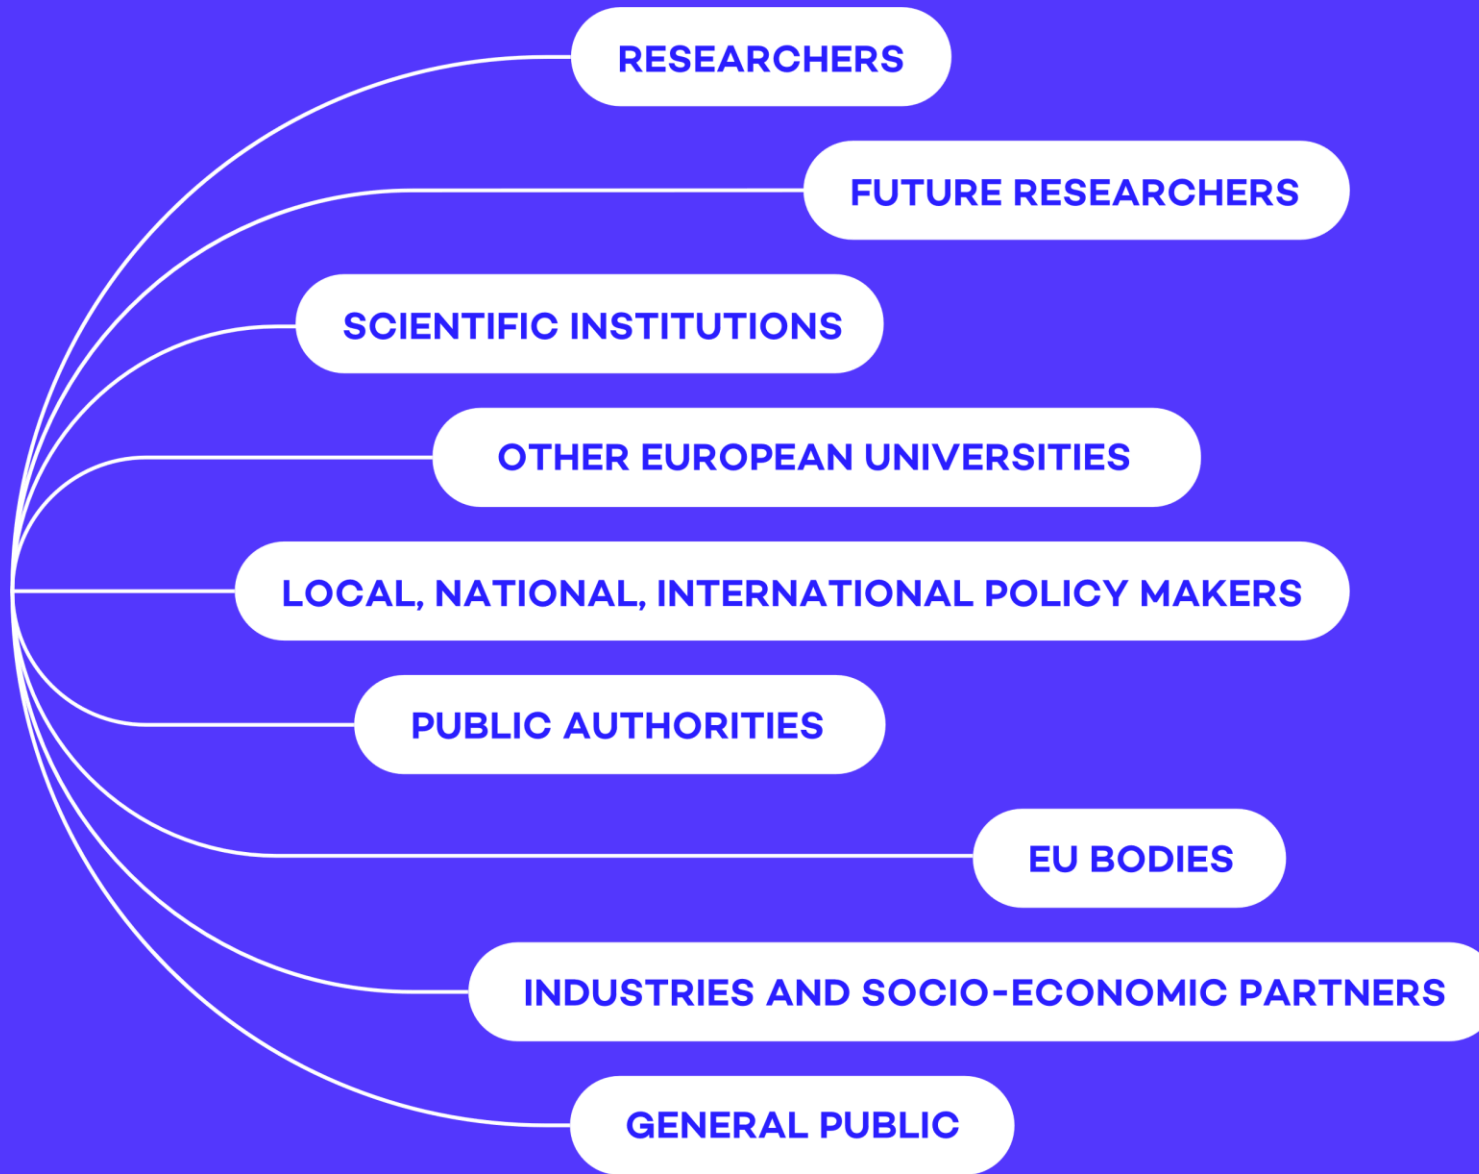 RESEARCHERS
FUTURE RESEARCHERS
SCIENTIFIC INSTITUTIONS
OTHER EUROPEAN UNIVERSITIES
LOCAL, NATIONAL, INTERNATIONAL POLICY MAKERS
PUBLIC AUTHORITIES
EU BODIES
INDUSTRIES AND SOCIO-ECONOMIC PARTNERS
GENERAL PUBLIC